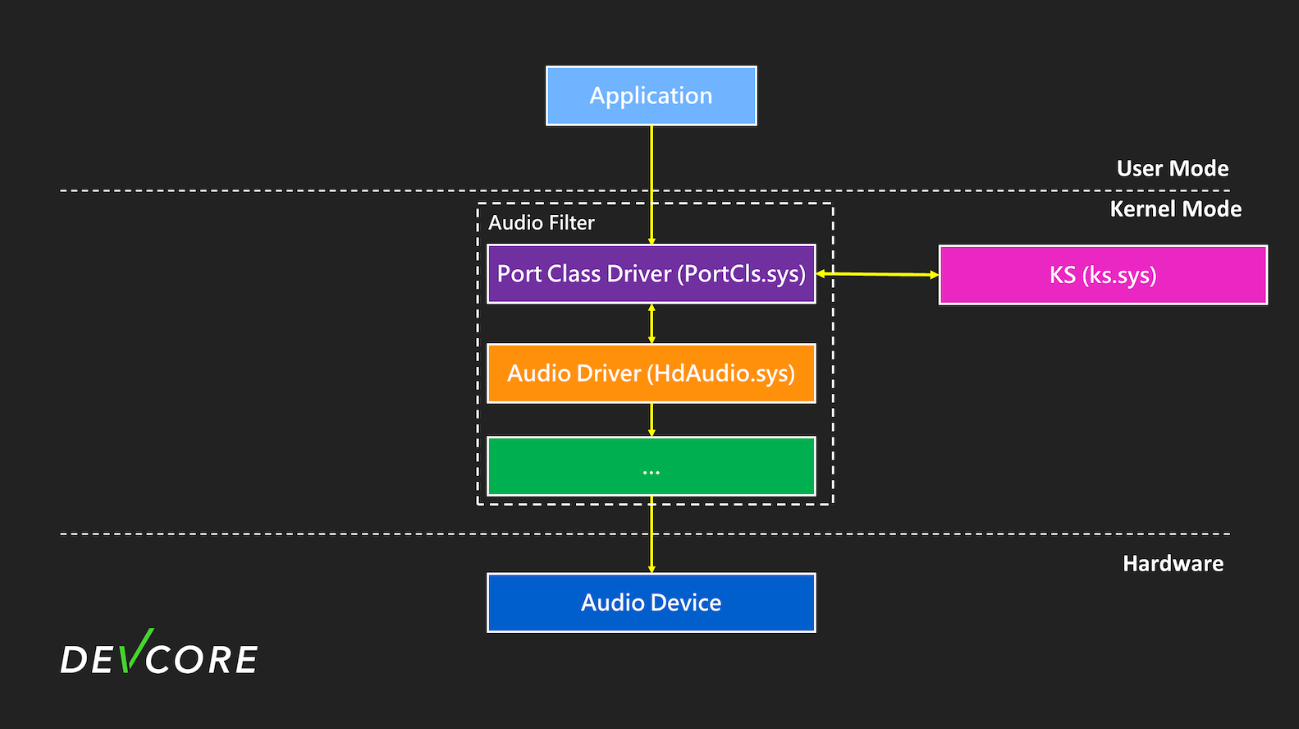 Application
User Mode
Kernel Mode
Audio Filter
Port Class Driver (PortCls.sys)
KS (ks.sys)
Audio Driver (HdAudio.sys)
...
Hardware
Audio Device
DEVCORE